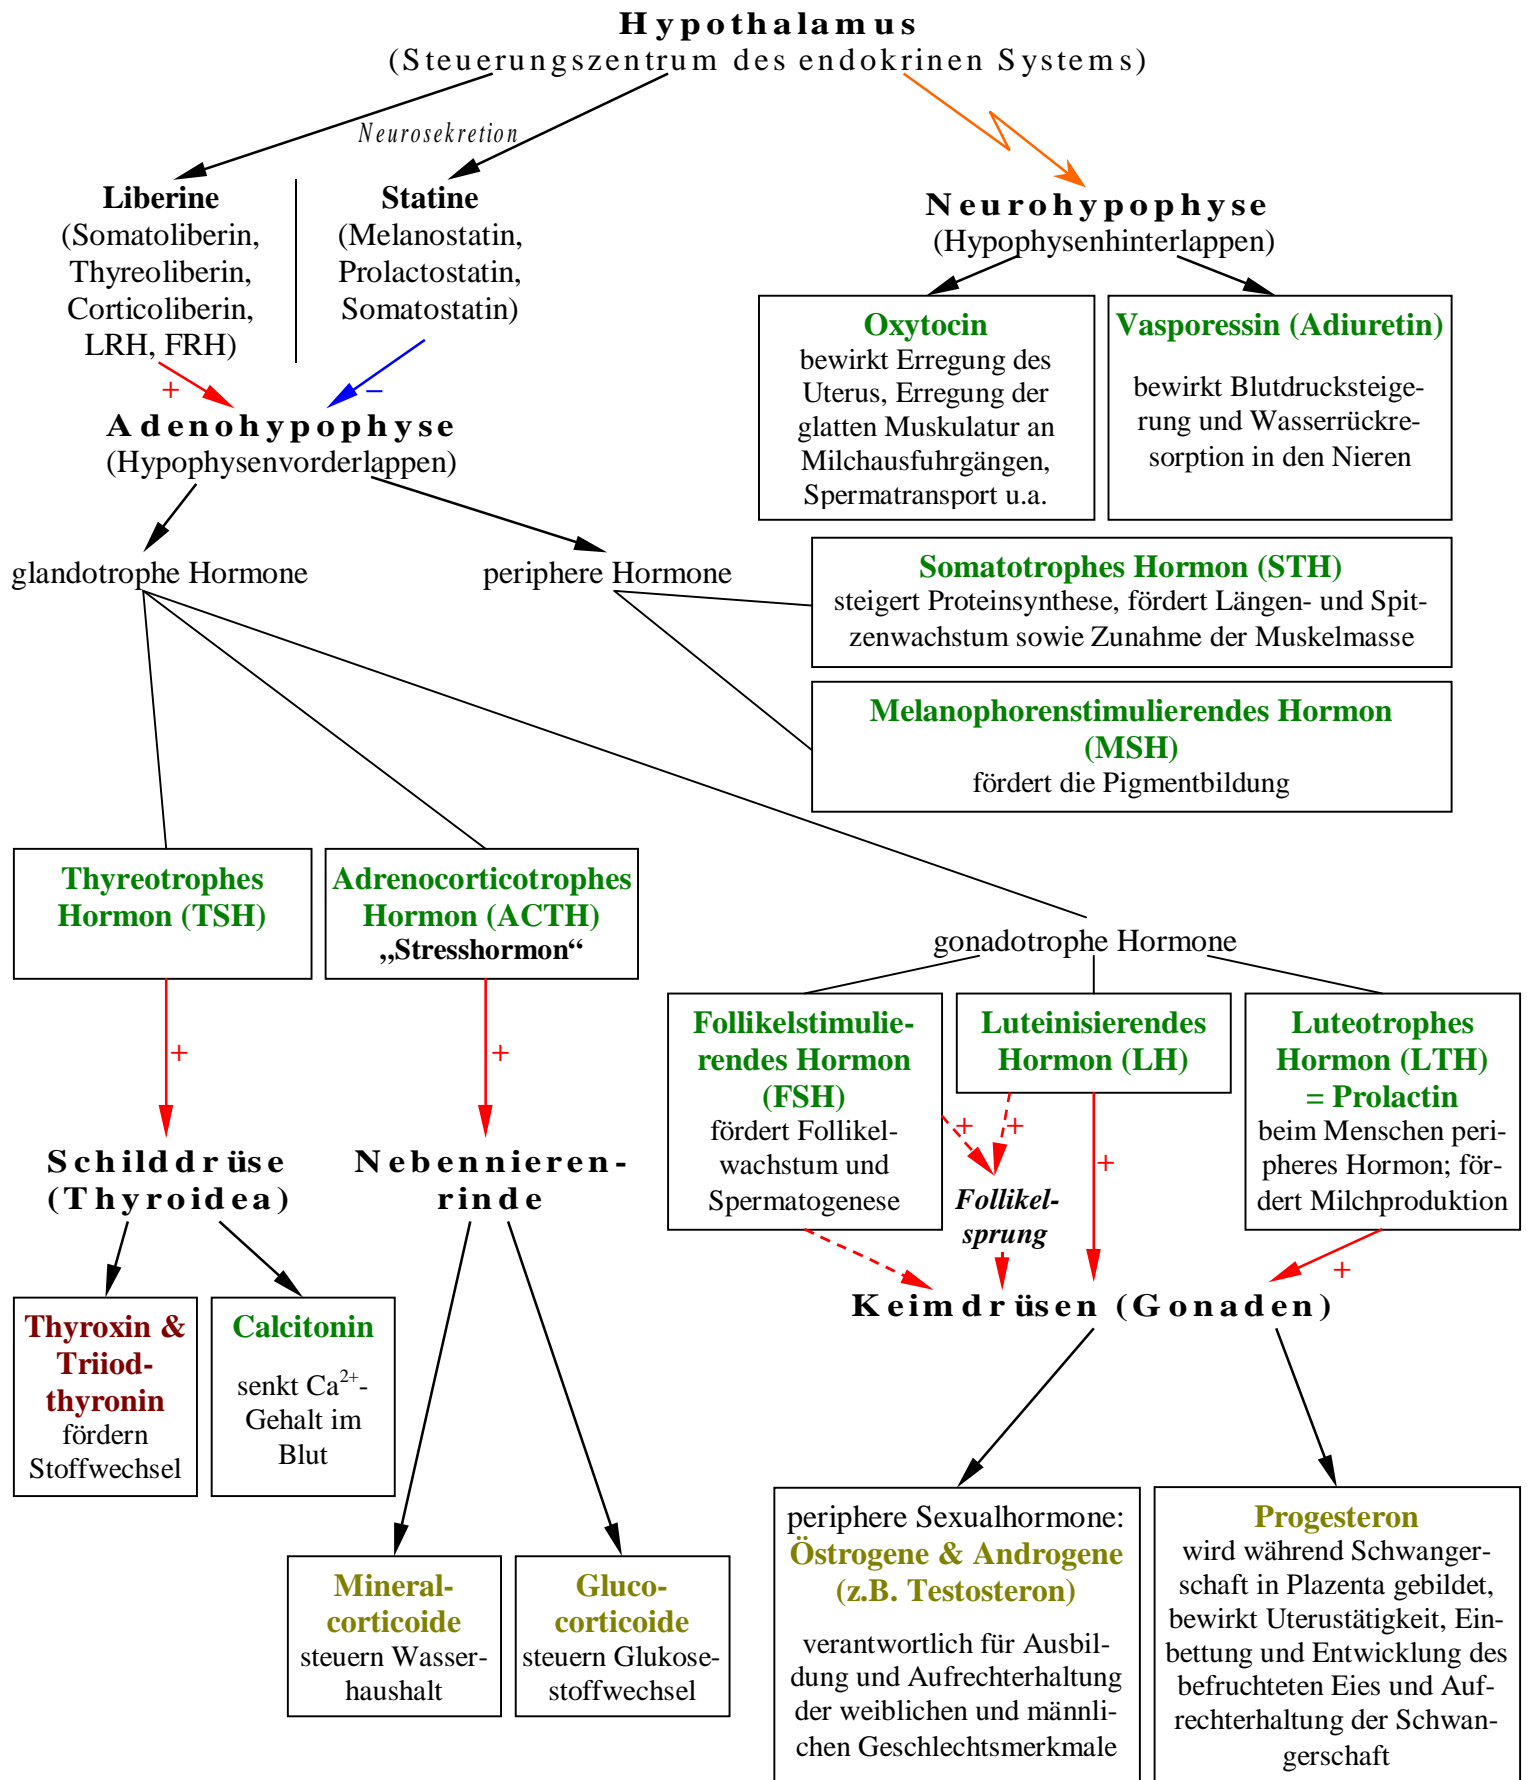 Hypothalamus
(Steuerungszentrum des endokrinen Systems)
Neurosekretion
Liberine
(Somatoliberin,
Thyreoliberin,
Corticoliberin,
LRH, FRH)
Statine
(Melanostatin,
Prolactostatin,
Somatostatin)
+
–
Neurohypophyse
(Hypophysenhinterlappen)
Oxytocin
bewirkt Erregung des
Uterus, Erregung der
glatten Muskulatur an
Milchausfuhrgängen,
Spermatransport u.a.
Vasporessin (Adiuretin)
bewirkt Blutdrucksteige-
rung und Wasserrückre-
sorption in den Nieren
Adenohypophyse
(Hypophysenvorderlappen)
glandotrophe Hormone
periphere Hormone
Somatotrophes Hormon (STH)
steigert Proteinsynthese, fördert Längen- und Spit-
zenwachstum sowie Zunahme der Muskelmasse
Melanophorenstimulierendes Hormon
(MSH)
fördert die Pigmentbildung
Thyreotrophes
Hormon (TSH)
Adrenocorticotrophes
Hormon (ACTH)
„Stresshormon“
gonadotrophe Hormone
Follikelstimulie-
rendes Hormon
(FSH)
fördert Follikel-
wachstum und
Spermatogenese
Luteinisierendes
Hormon (LH)
Luteotrophes
Hormon (LTH)
= Prolactin
beim Menschen peri-
pheres Hormon; för-
dert Milchproduktion
+
+
+
+
+
+
Follikel-
sprung
Schilddrüse
(Thyroidea)
Nebennieren-
rinde
Keimdrüsen (Gonaden)
Thyroxin &
Triiod-
thyronin
fördern
Stoffwechsel
Calcitonin
senkt Ca²⁺-
Gehalt im
Blut
Mineral-
corticoide
steuern Wasser-
haushalt
Gluco-
corticoide
steuern Glukose-
stoffwechsel
periphere Sexualhormone:
Östrogene & Androgene
(z.B. Testosteron)
verantwortlich für Ausbil-
dung und Aufrechterhaltung
der weiblichen und männli-
chen Geschlechtsmerkmale
Progesteron
wird während Schwanger-
schaft in Plazenta gebildet,
bewirkt Uterustätigkeit, Ein-
bettung und Entwicklung des
befruchteten Eies und Auf-
rechterhaltung der Schwan-
gerschaft